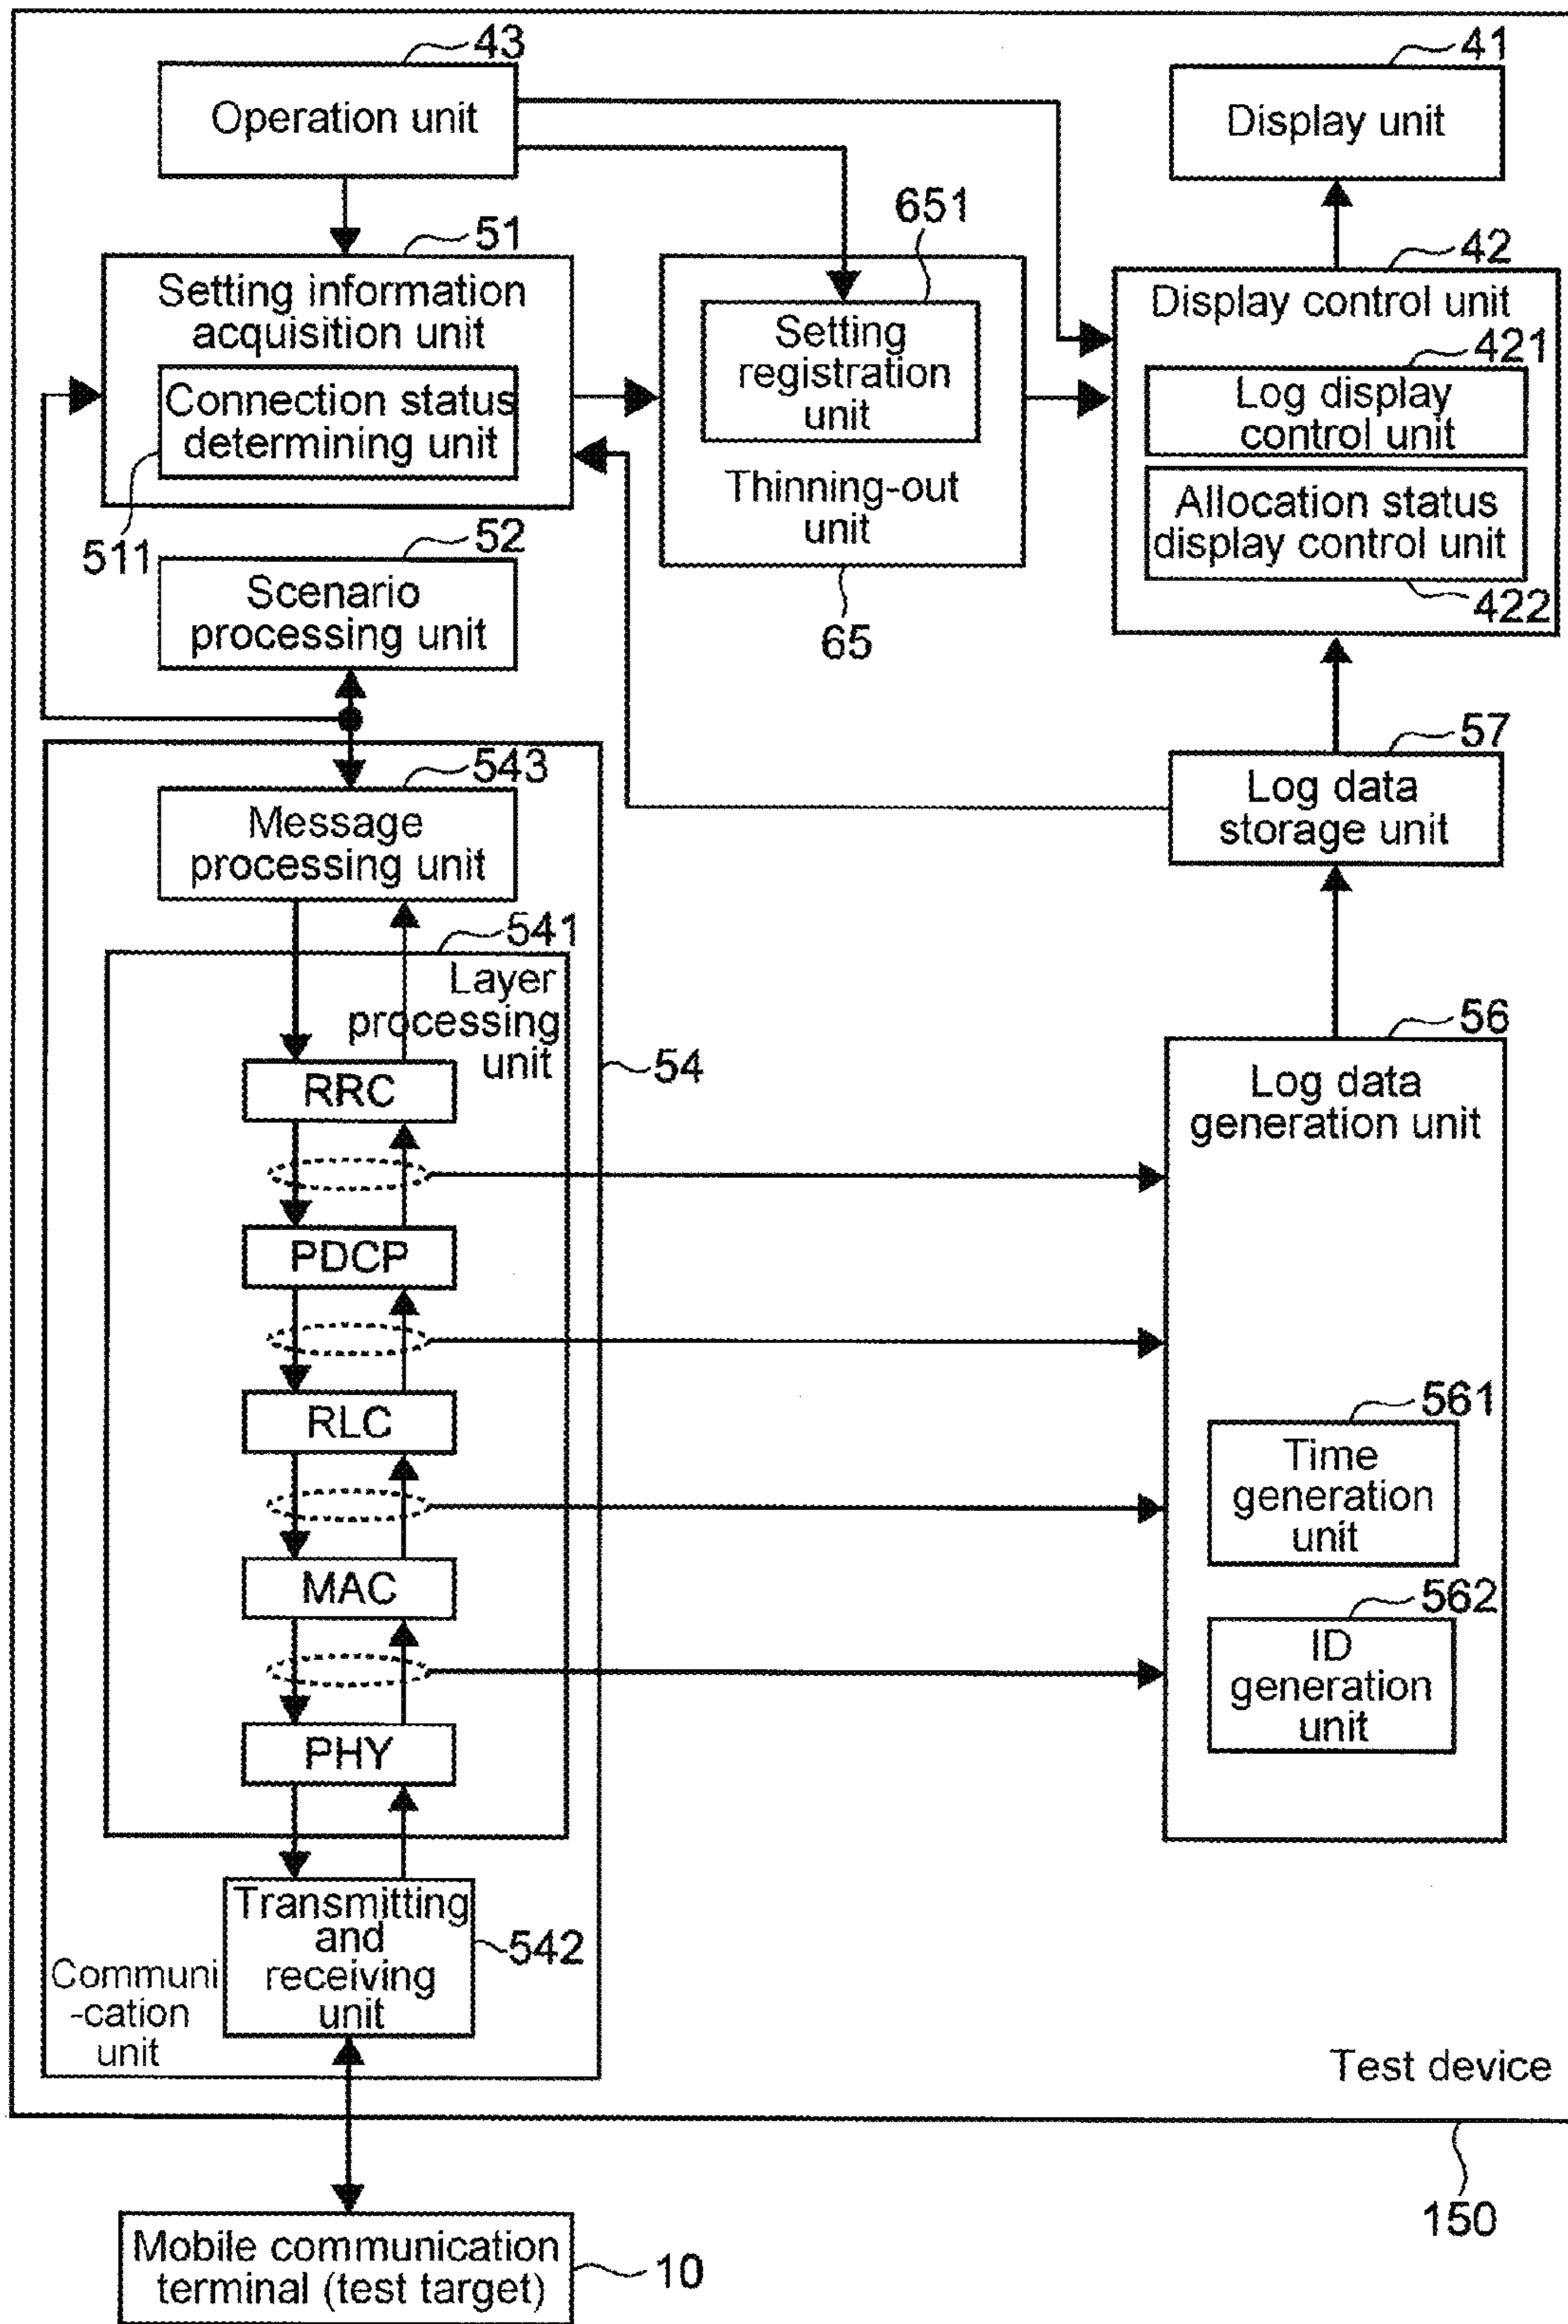 43
Operation unit
41
Display unit
51
Setting information
acquisition unit
Connection status
determining unit
511
651
Setting
registration
unit
Thinning-out
unit
65
42
Display control unit
421
Log display
control unit
Allocation status
display control unit
422
52
Scenario
processing unit
57
Log data
storage unit
543
Message
processing unit
541
Layer
processing
unit
54
RRC
PDCP
RLC
MAC
PHY
56
Log data
generation unit
561
Time
generation
unit
562
ID
generation
unit
Transmitting
and
receiving
unit
542
Communi
-cation
unit
Test device
150
Mobile communication
terminal (test target)
10